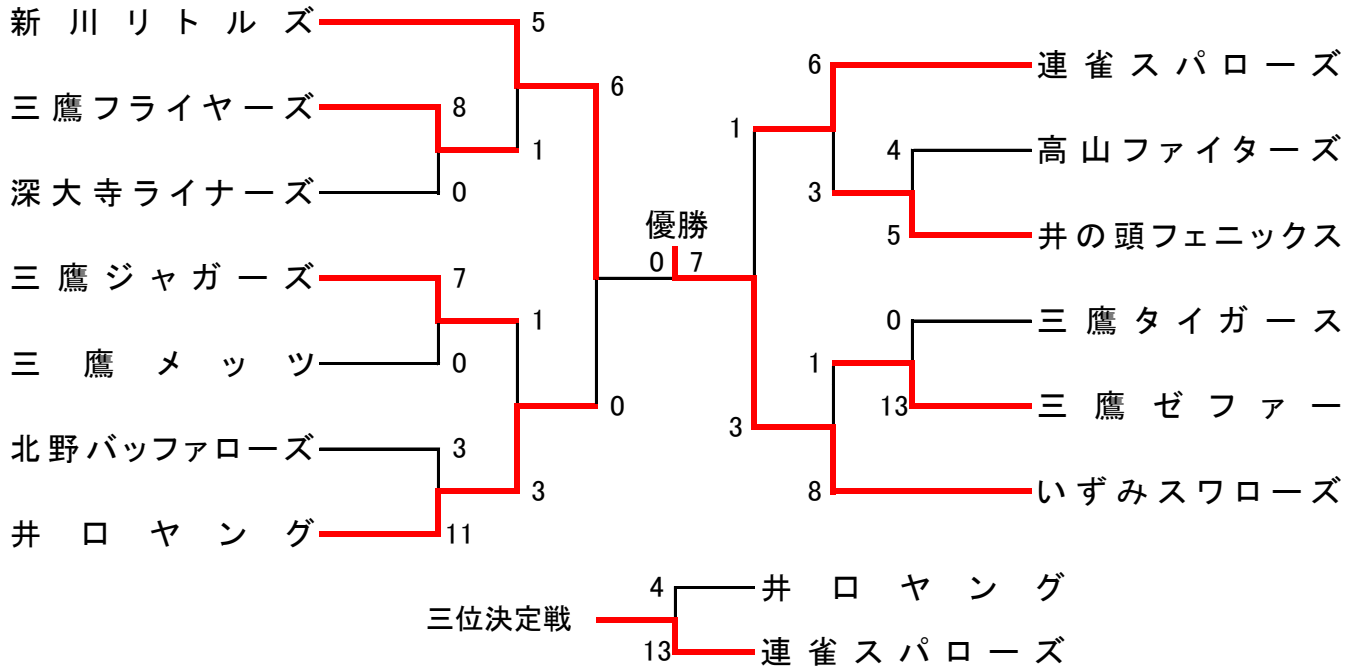 新川リトルズ
5
三鷹フライヤーズ
8
6
1
深大寺ライナーズ
0
三鷹ジャガーズ
7
1
三鷹メッツ
0
0
北野バッファローズ
3
3
井口ヤング
11
優勝
0 7
6
連雀スパローズ
1
4
高山ファイターズ
3
5
井の頭フェニックス
0
三鷹タイガース
1
13
三鷹ゼファー
3
8
いずみスワローズ
三位決定戦
4
井口ヤング
13
連雀スパローズ